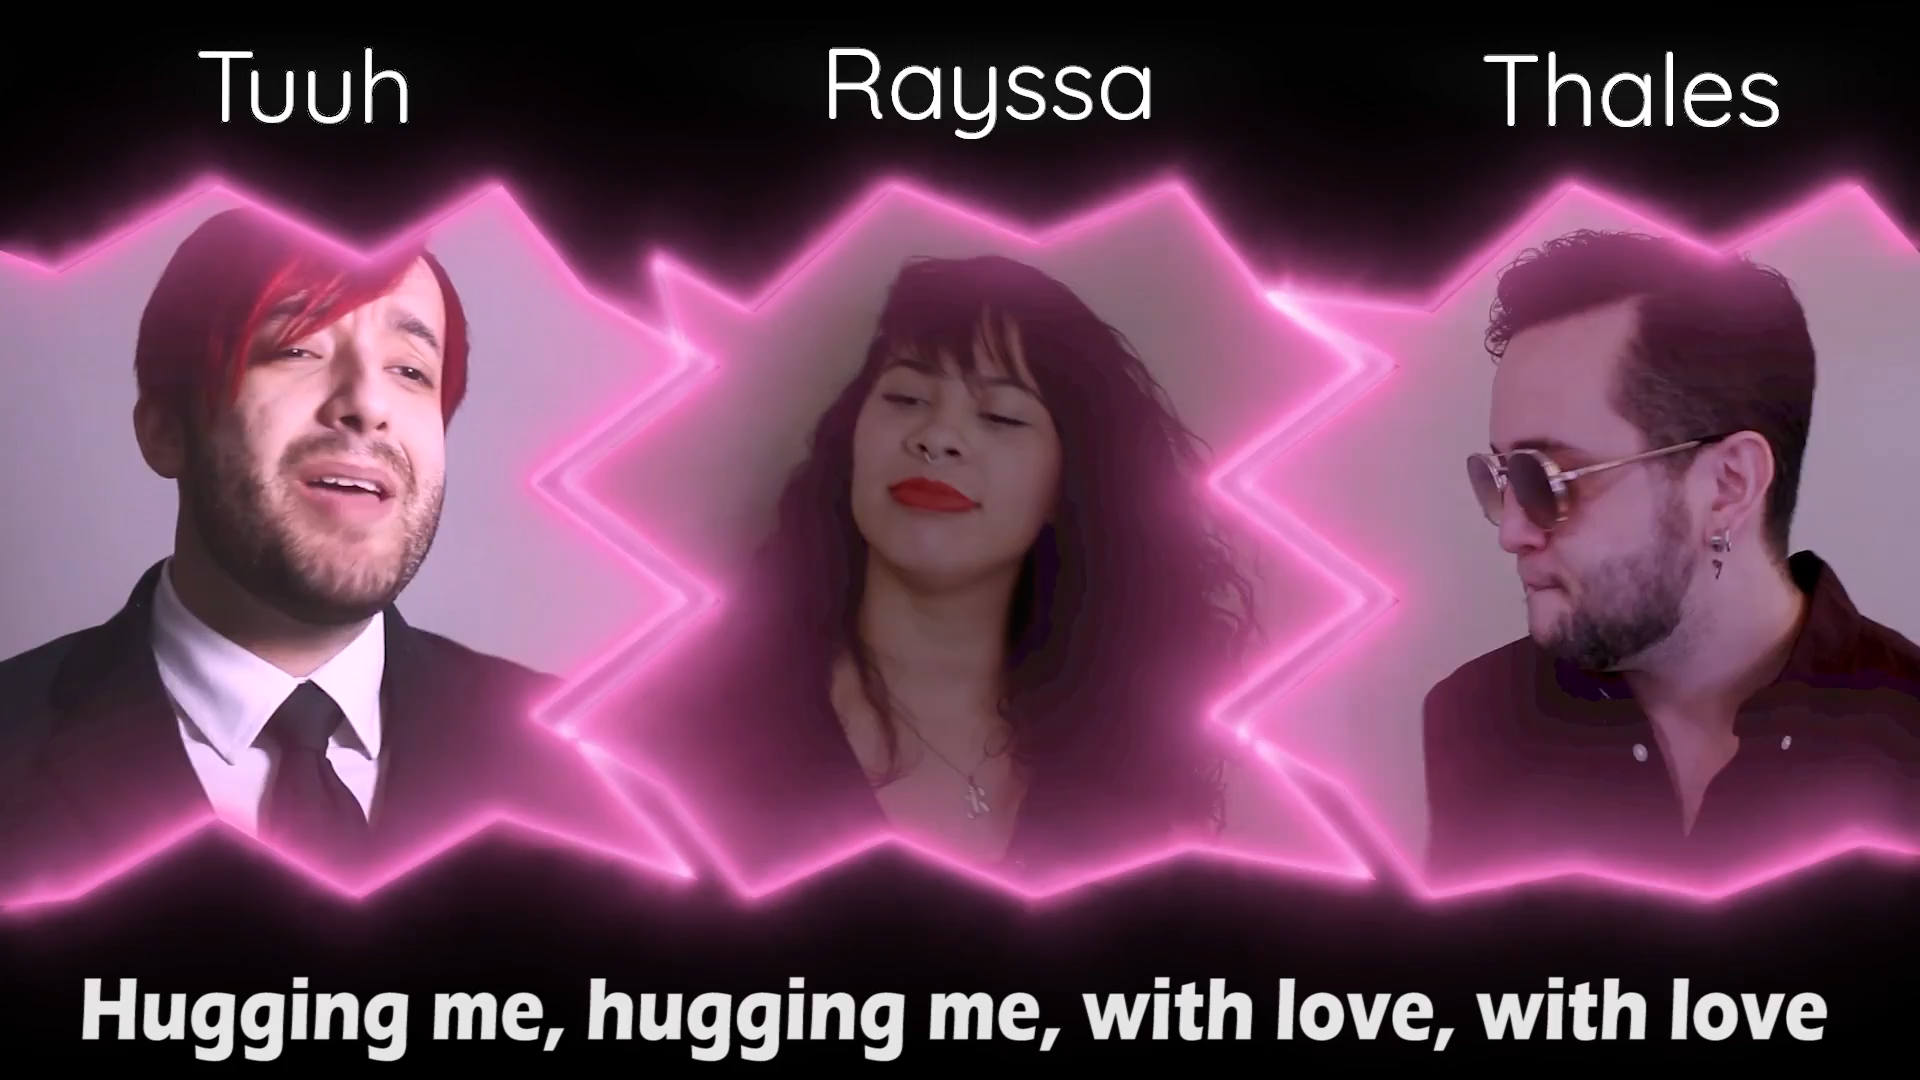 Tuuh
Rayssa
Thales
Hugging me, hugging me, with love, with love